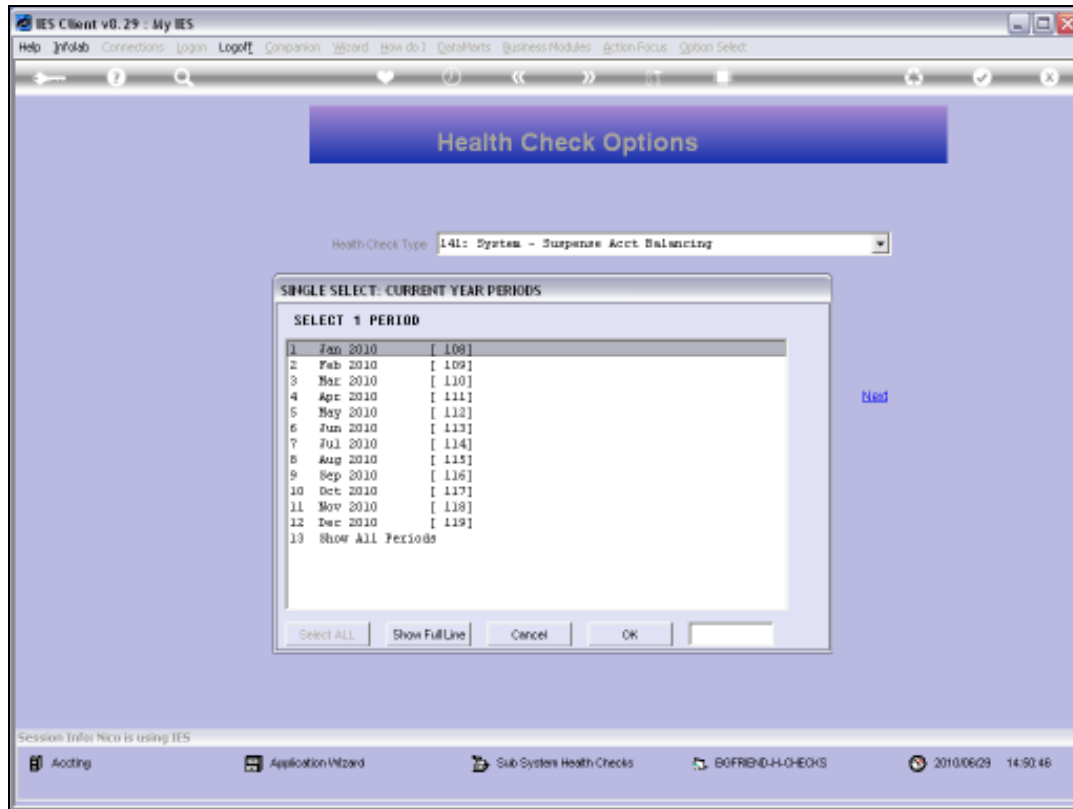 IES Client v8.29 : My IES
Help Infolab Connections Logon Logoff Companion Wizard How do I DataMarts Business Modules Action Focus Option Select
Health Check Options
Health Check Type 141: System - Suspense Acct Balancing
SINGLE SELECT: CURRENT YEAR PERIODS
SELECT 1 PERIOD
1 Jan 2010 [ 108]
2 Feb 2010 [ 109]
3 Mar 2010 [ 110]
4 Apr 2010 [ 111]
Next
5 May 2010 [ 112]
6 Jun 2010 [ 113]
7 Jul 2010 [ 114]
8 Aug 2010 [ 115]
9 Sep 2010 [ 116]
10 Oct 2010 [ 117]
11 Nov 2010 [ 118]
12 Dec 2010 [ 119]
13 Show All Periods
Select ALL Show Full Line Cancel OK
Session Info: Nico is using IES
Accting Application Wizard Sub System Health Checks BGFRIEND-H-CHECKS 2010/06/29 14:50:46